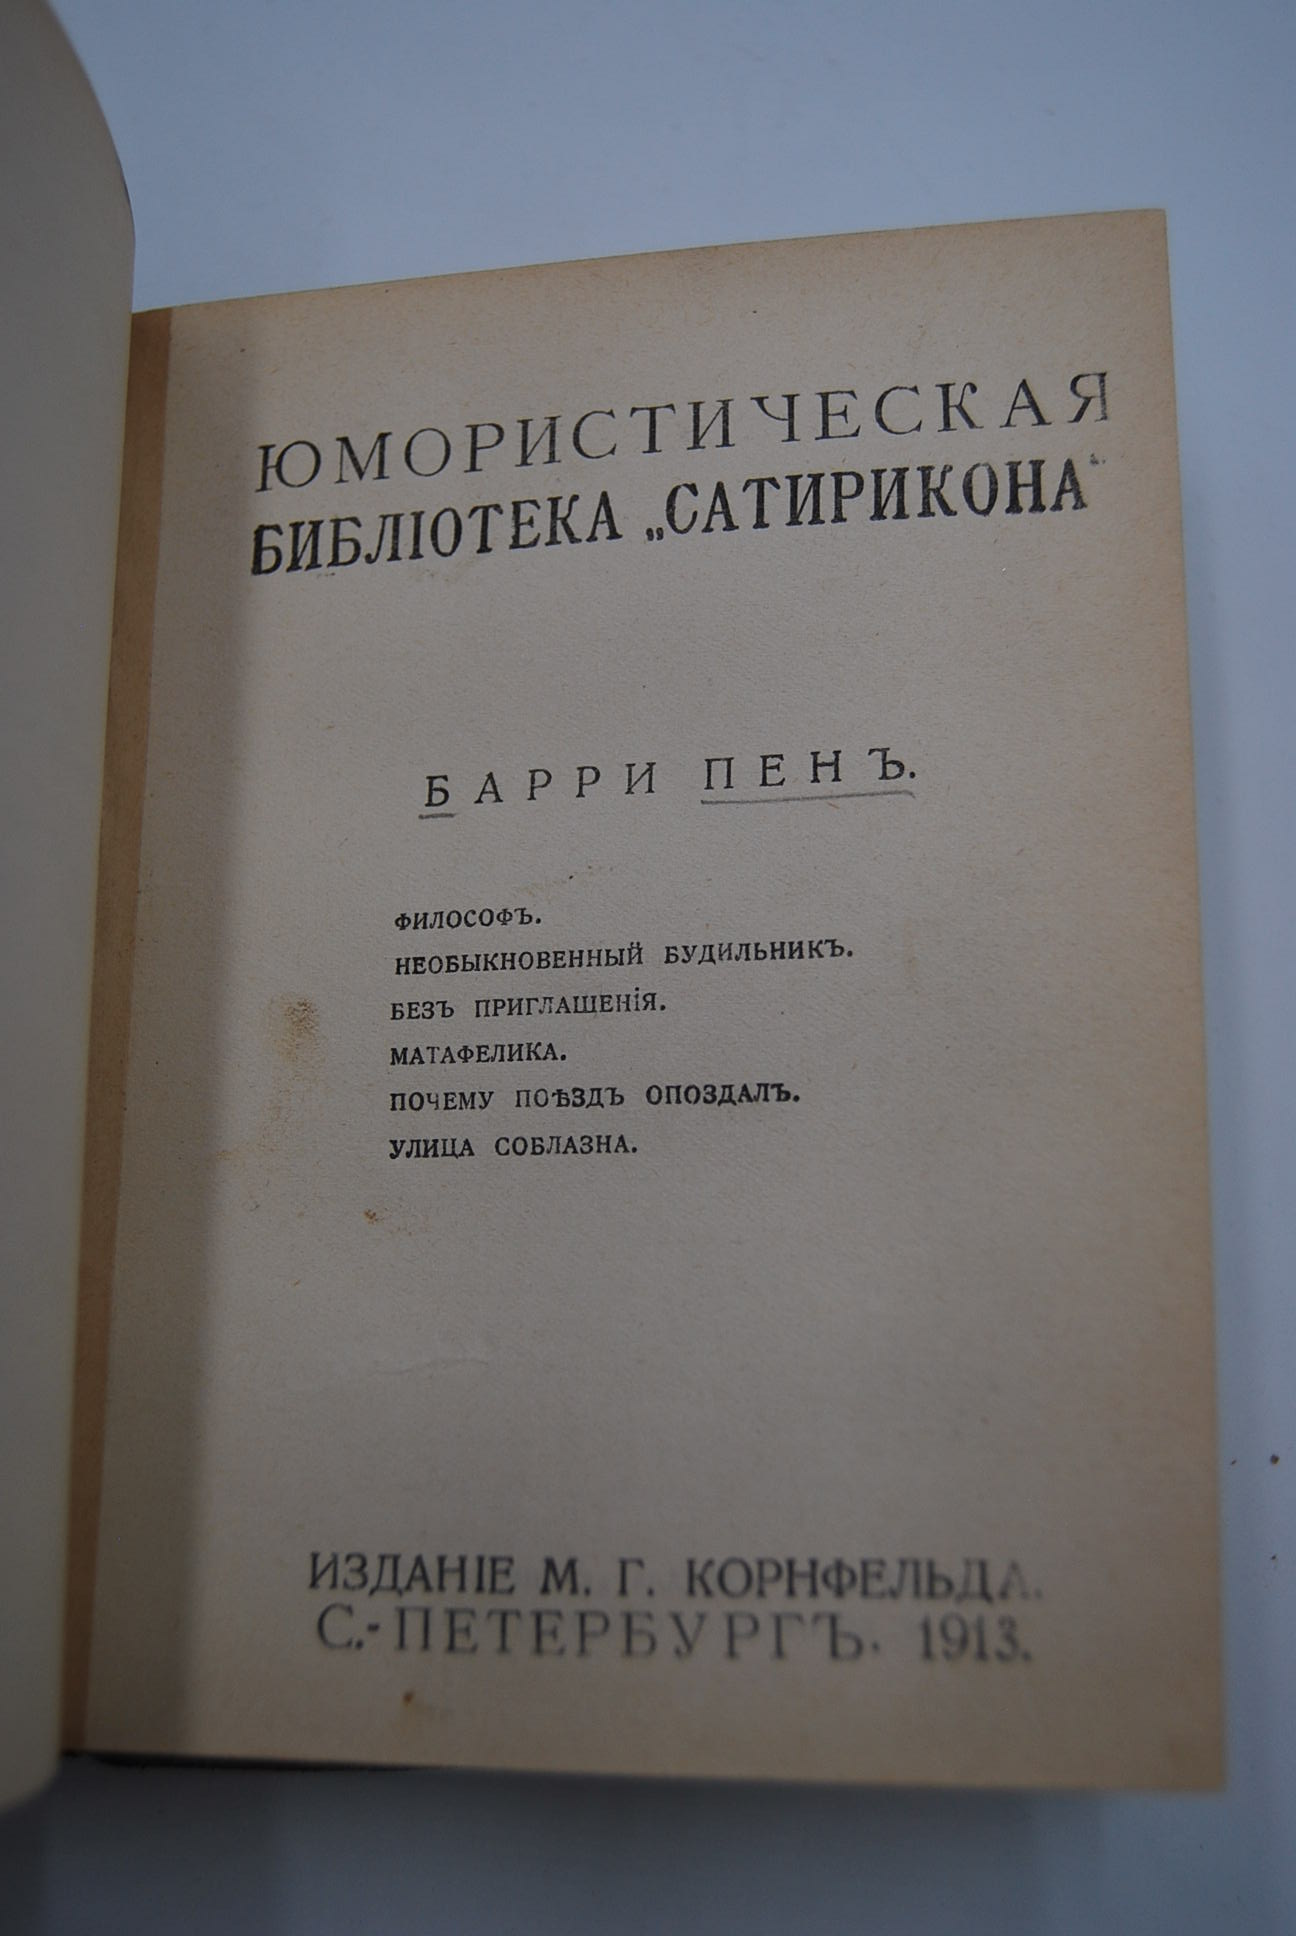 ЮМОРИСТИЧЕСКАЯ
БИБЛІОТЕКА „САТИРИКОНА“
БАРРИ ПЕНЪ.
ФИЛОСОФЪ.
НЕОБЫКНОВЕННЫЙ БУДИЛЬНИКЪ.
БЕЗЪ ПРИГЛАШЕНІЯ.
МАТАФЕЛИКА.
ПОЧЕМУ ПОѢЗДЪ ОПОЗДАЛЪ.
УЛИЦА СОБЛАЗНА.
ИЗДАНІЕ М. Г. КОРНФЕЛЬДА.
С.-ПЕТЕРБУРГЪ. 1913.